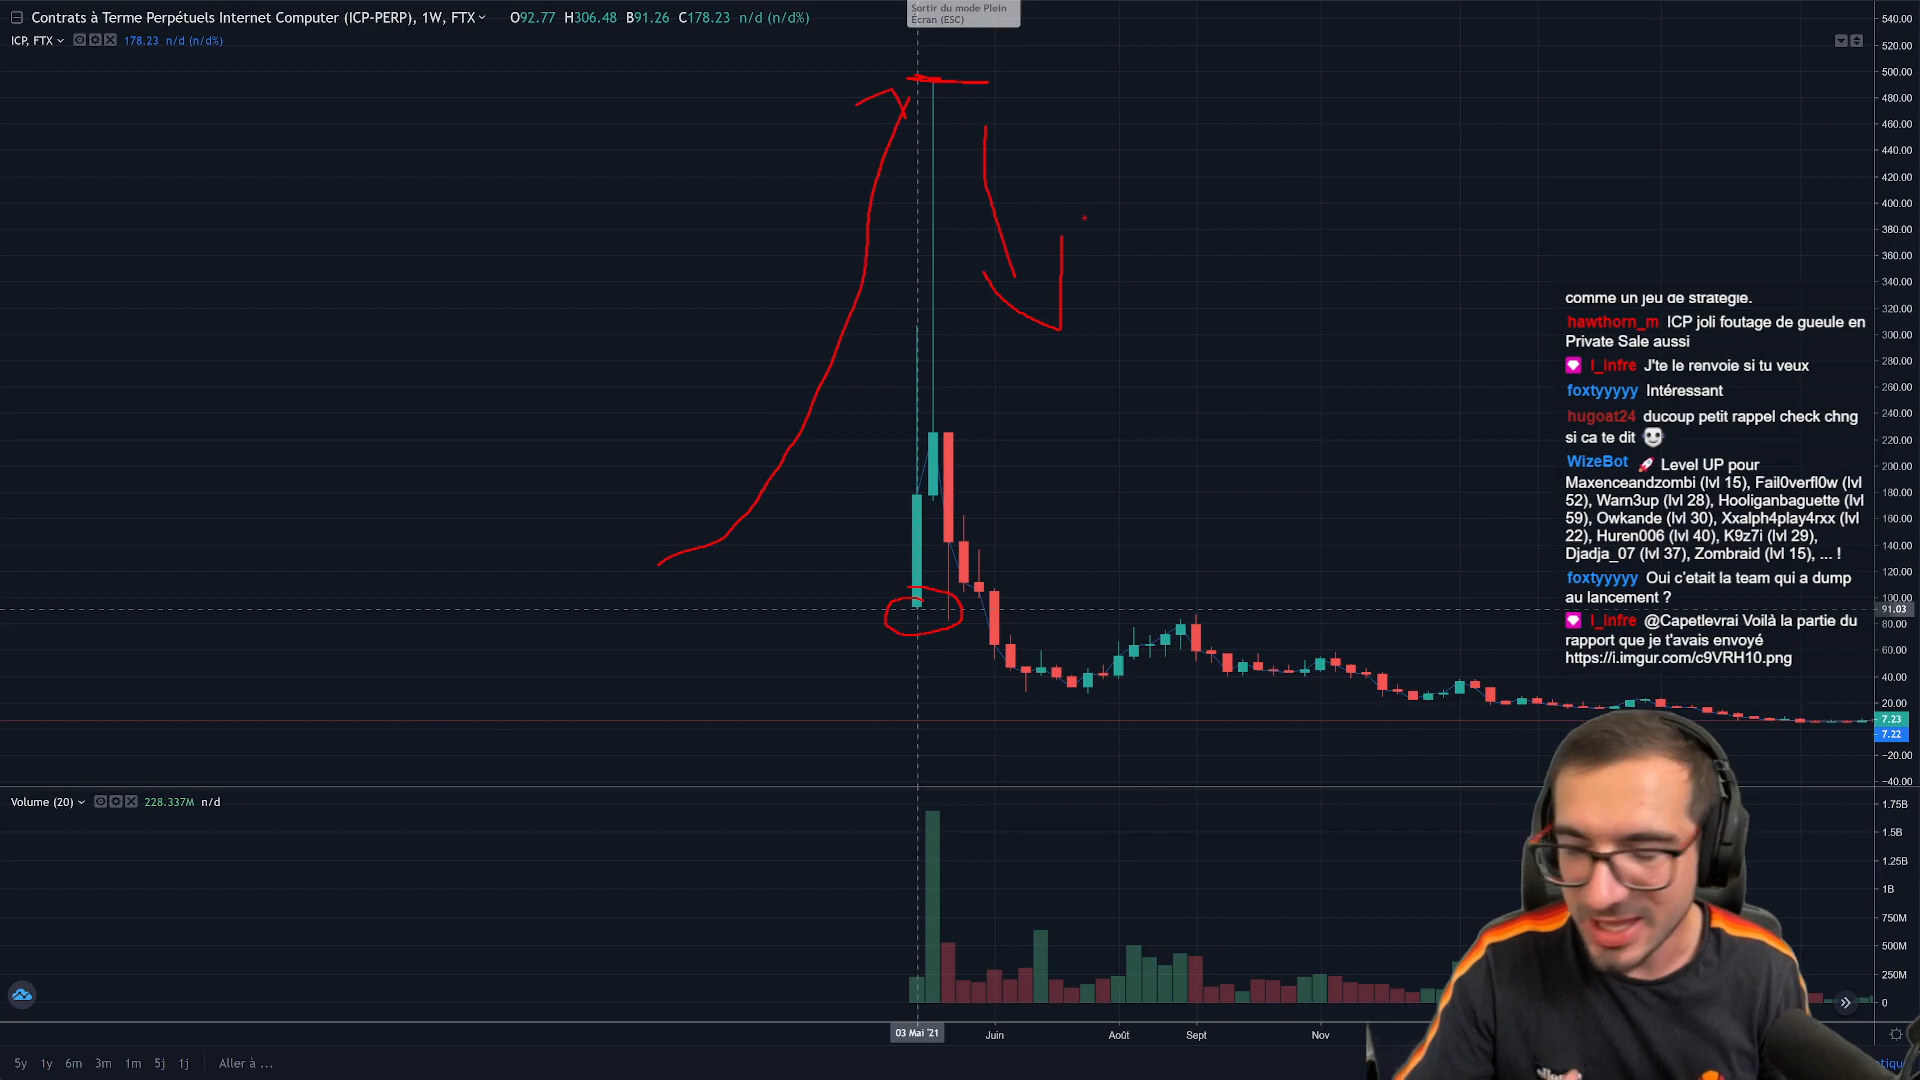 Contrats à Terme Perpétuels Internet Computer (ICP-PERP), 1W, FTX O92.77 H306.48 B91.26 C178.23 n/d (n/d%)
Sortir du mode Plein
Écran (ESC)
ICP, FTX 178.23 n/d (n/d%)
540.00
520.00
500.00
480.00
460.00
440.00
420.00
400.00
380.00
360.00
340.00
320.00
300.00
280.00
260.00
240.00
220.00
200.00
180.00
160.00
140.00
120.00
100.00
91.03
80.00
60.00
40.00
20.00
7.23
7.22
−20.00
−40.00
comme un jeu de stratégie.
hawthorn_m ICP joli foutage de gueule en
Private Sale aussi
l_infre J'te le renvoie si tu veux
foxtyyyyy Intéressant
hugoat24 ducoup petit rappel check chng
si ca te dit
WizeBot Level UP pour
Maxenceandzombi (lvl 15), Fail0verfl0w (lvl
52), Warn3up (lvl 28), Hooliganbaguette (lvl
59), Owkande (lvl 30), Xxalph4play4rxx (lvl
22), Huren006 (lvl 40), K9z7i (lvl 29),
Djadja_07 (lvl 37), Zombraid (lvl 15), ... !
foxtyyyyy Oui c'etait la team qui a dump
au lancement ?
l_infre @Capetlevrai Voilà la partie du
rapport que je t'avais envoyé
https://i.imgur.com/c9VRH10.png
Volume (20) 228.337M n/d
1.75B
1.5B
1.25B
1B
750M
500M
250M
0
03 Mai '21
Juin
Août
Sept
Nov
5y 1y 6m 3m 1m 5j 1j Aller à ...